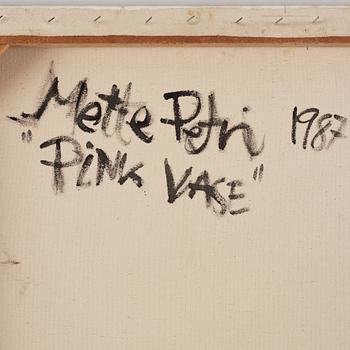 Mette Petri 1987
"PINK VASE"